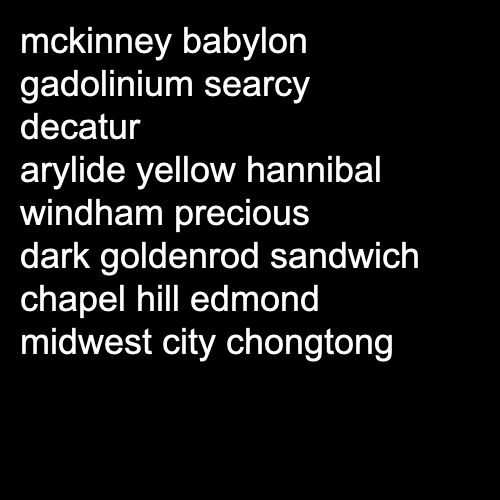 mckinney babylon
gadolinium searcy
decatur
arylide yellow hannibal
windham precious
dark goldenrod sandwich
chapel hill edmond
midwest city chongtong